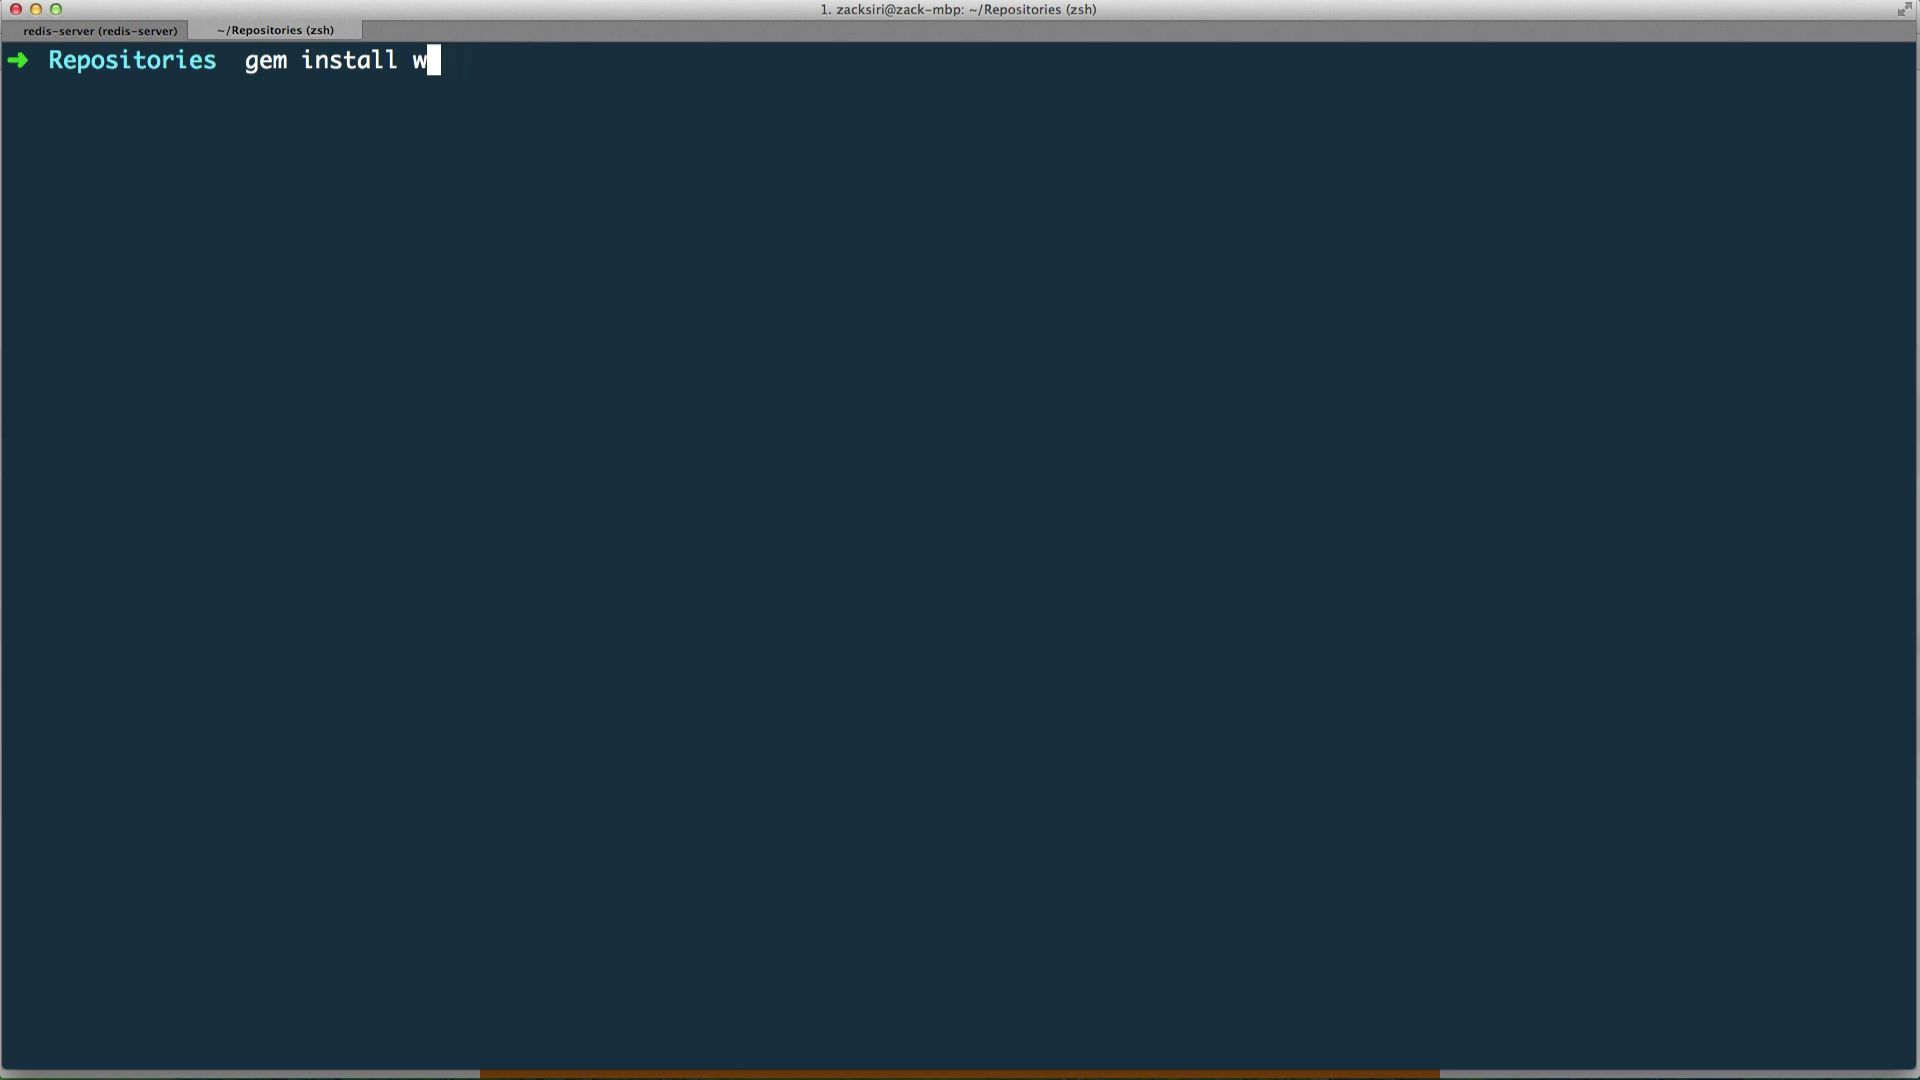 1. zacksiri@zack-mbp: ~/Repositories (zsh)
redis-server (redis-server)
~/Repositories (zsh)
➜ Repositories gem install w